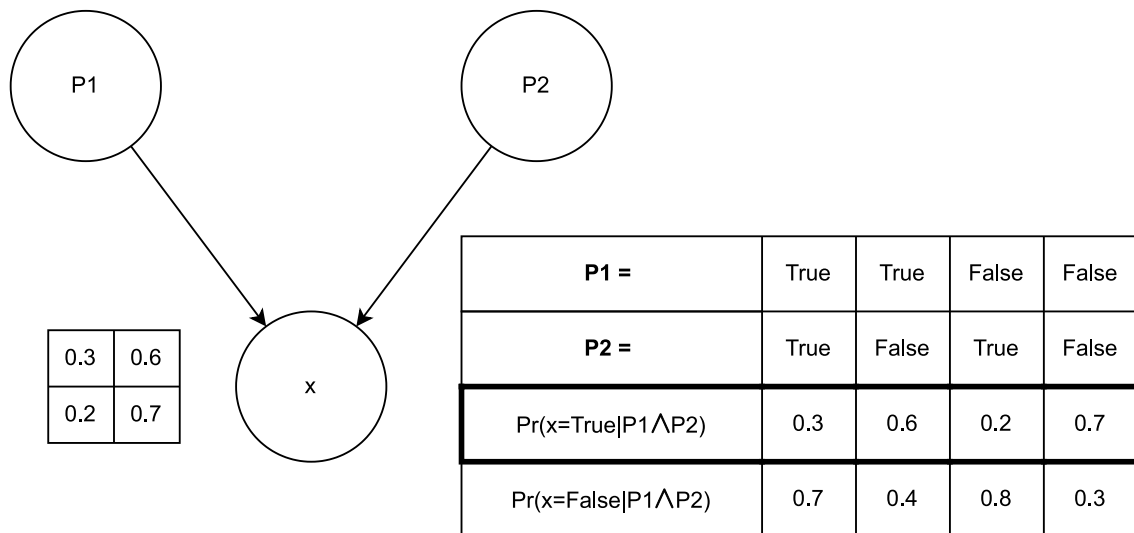 P1
P2
x
0.3 0.6
0.2 0.7
P1 = True True False False
P2 = True False True False
Pr(x=True|P1⋀P2) 0.3 0.6 0.2 0.7
Pr(x=False|P1⋀P2) 0.7 0.4 0.8 0.3